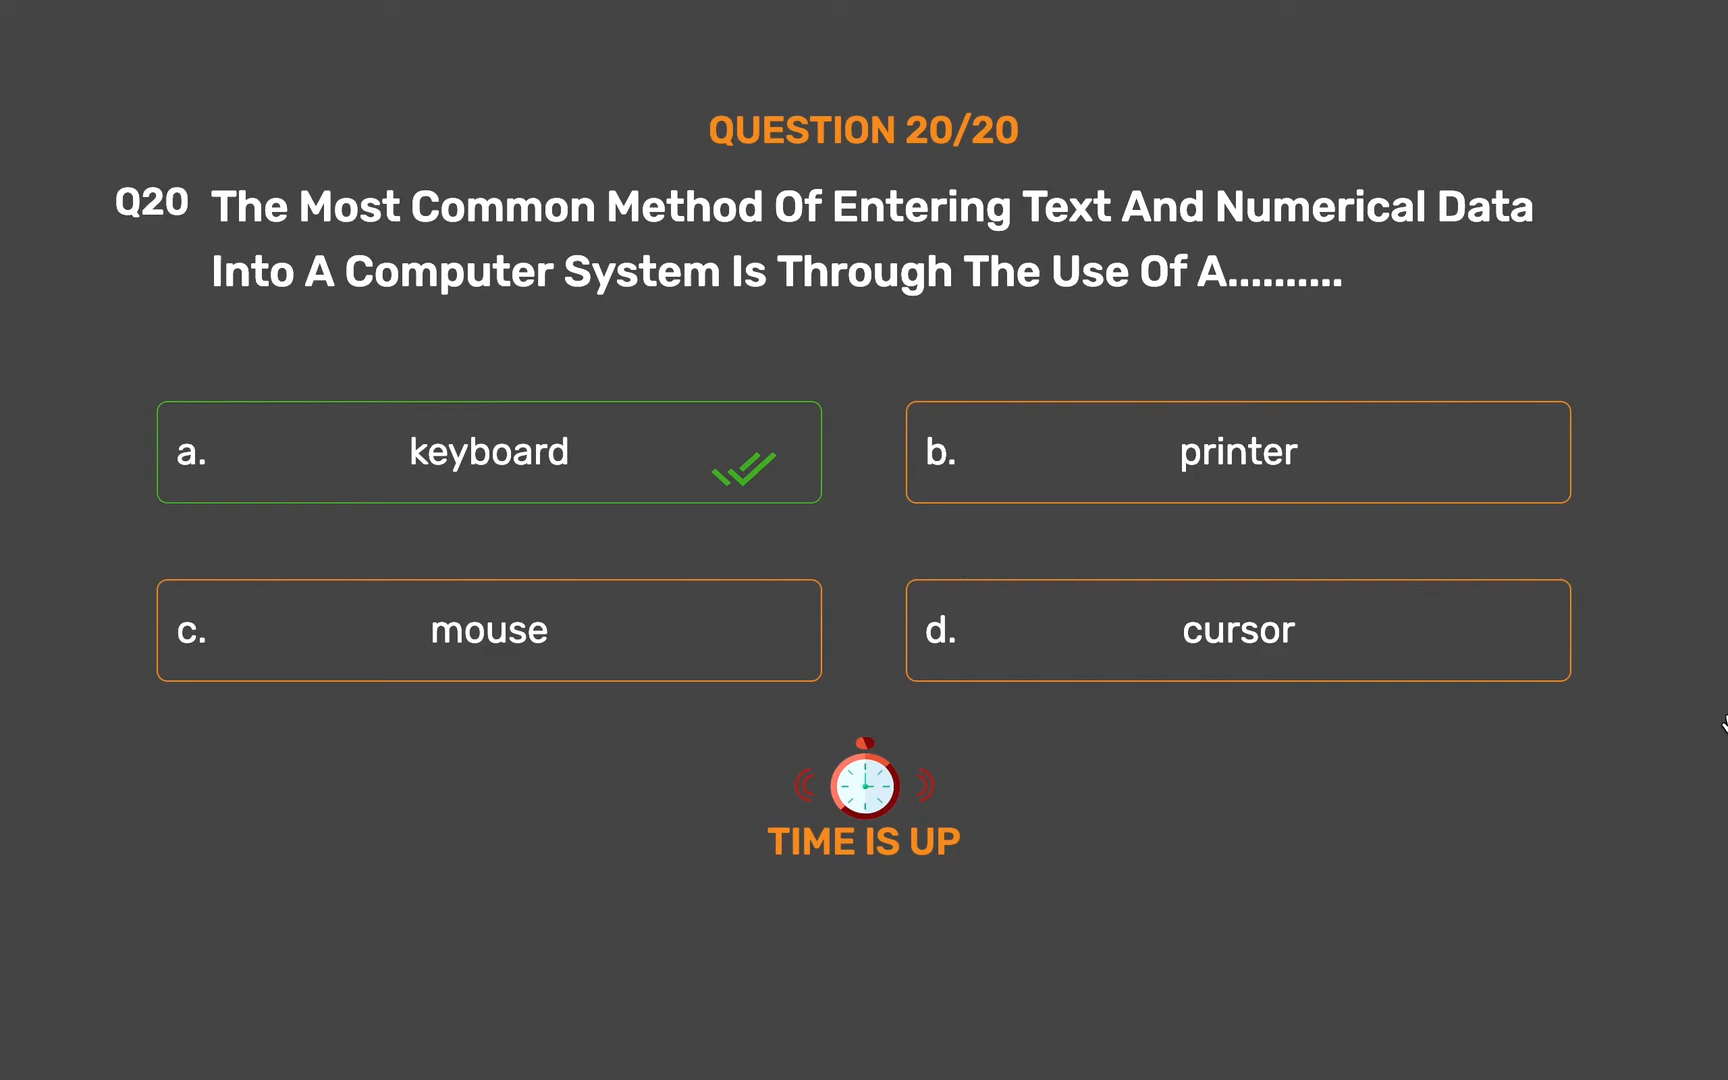 QUESTION 20/20
Q20 The Most Common Method Of Entering Text And Numerical Data
Into A Computer System Is Through The Use Of A..........
a. keyboard
b. printer
c. mouse
d. cursor
TIME IS UP